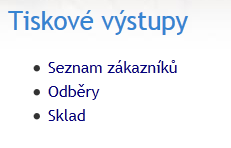 Tiskové výstupy
Seznam zákazníků
Odběry
Sklad